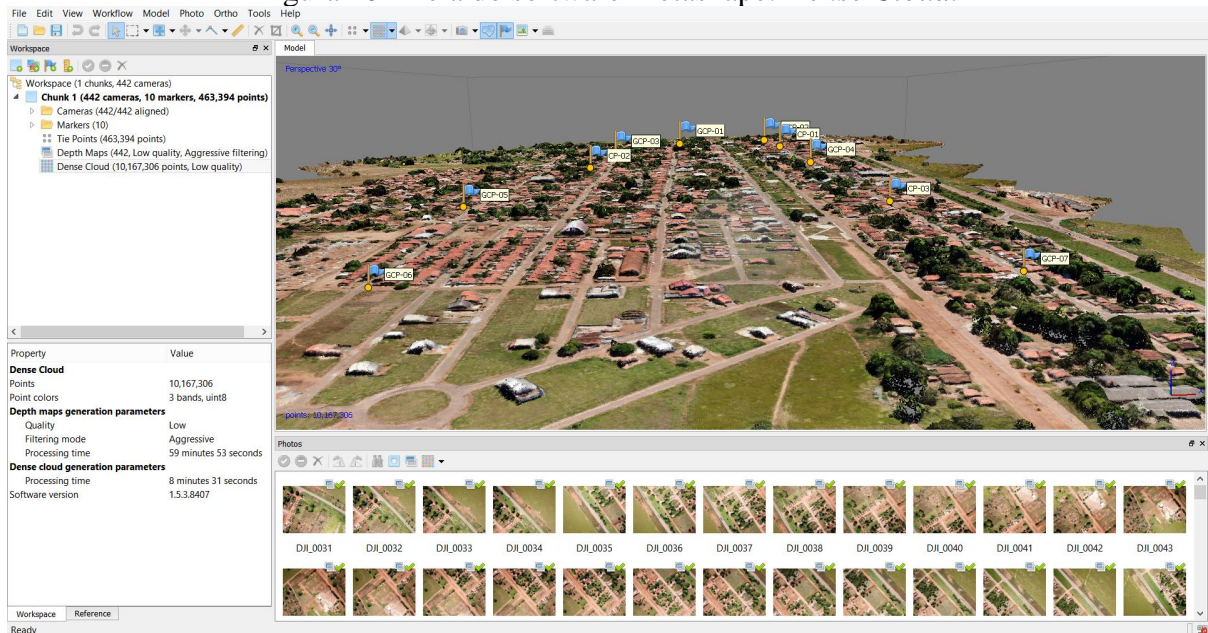 File Edit View Workflow Model Photo Ortho Tools Help
Workspace
Workspace (1 chunks, 442 cameras)
Chunk 1 (442 cameras, 10 markers, 463,394 points)
Cameras (442/442 aligned)
Markers (10)
Tie Points (463,394 points)
Depth Maps (442, Low quality, Aggressive filtering)
Dense Cloud (10,167,306 points, Low quality)
Property Value
Dense Cloud
Points 10,167,306
Point colors 3 bands, uint8
Depth maps generation parameters
Quality Low
Filtering mode Aggressive
Processing time 59 minutes 53 seconds
Dense cloud generation parameters
Processing time 8 minutes 31 seconds
Software version 1.5.3.8407
Workspace Reference
Ready
Model
Perspective 30°
GCP-01
GCP-03
CP-01
CP-02
GCP-04
CP-03
GCP-05
GCP-07
GCP-06
points: 10,167,306
Photos
DJI_0031 DJI_0032 DJI_0033 DJI_0034 DJI_0035 DJI_0036 DJI_0037 DJI_0038 DJI_0039 DJI_0040 DJI_0041 DJI_0042 DJI_0043